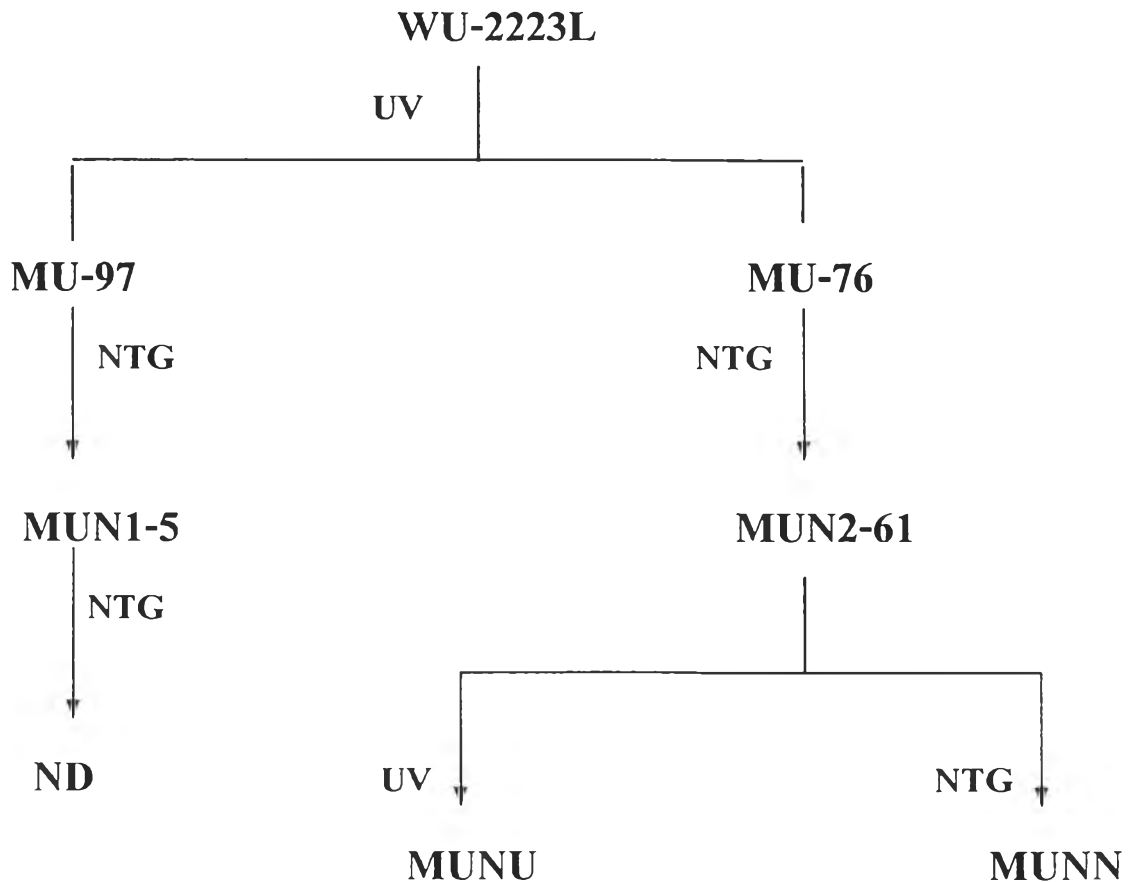 WU-2223L
UV
MU-97
MU-76
NTG
NTG
MUN1-5
MUN2-61
NTG
ND
UV
NTG
MUNU
MUNN